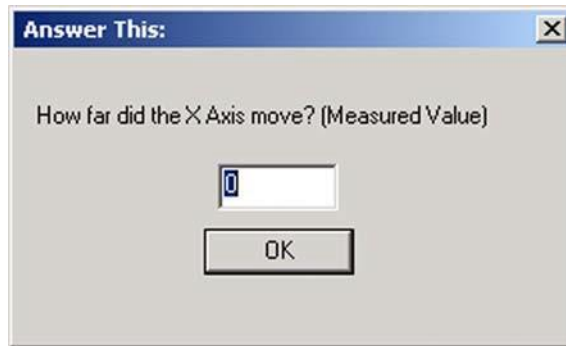 Answer This:
How far did the X Axis move? (Measured Value)
0
OK